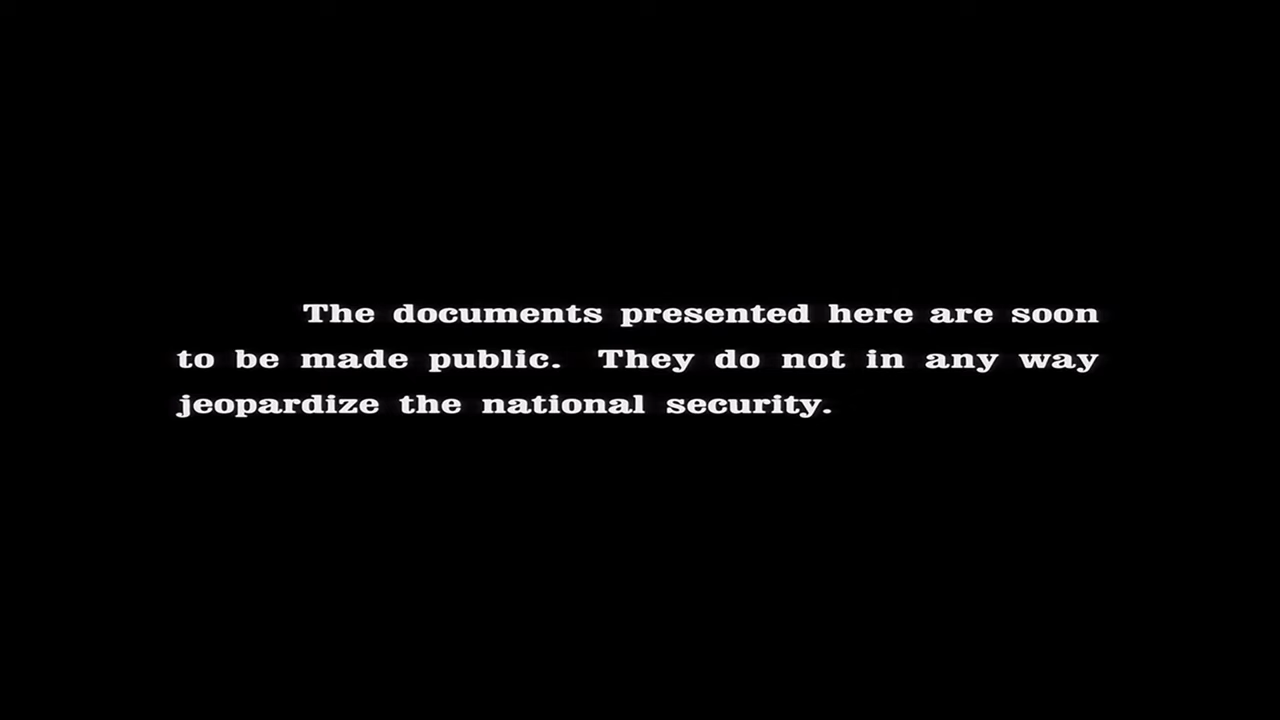 The documents presented here are soon
to be made public. They do not in any way
jeopardize the national security.